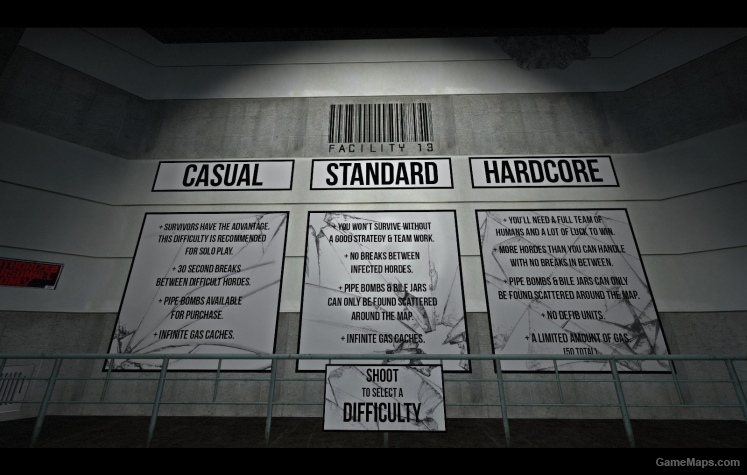 FACILITY 13
CASUAL
+ SURVIVORS HAVE THE ADVANTAGE.
THIS DIFFICULTY IS RECOMMENDED
FOR SOLO PLAY.
+ 30 SECOND BREAKS
BETWEEN DIFFICULT HORDES.
+ PIPE BOMBS AVAILABLE
FOR PURCHASE.
+ INFINITE GAS CACHES.
STANDARD
+ YOU WON'T SURVIVE WITHOUT
A GOOD STRATEGY & TEAM WORK.
+ NO BREAKS BETWEEN
INFECTED HORDES.
+ PIPE BOMBS & BILE JARS
CAN ONLY BE FOUND SCATTERED
AROUND THE MAP.
+ INFINITE GAS CACHES.
HARDCORE
+ YOU'LL NEED A FULL TEAM OF
HUMANS AND A LOT OF LUCK TO WIN.
+ MORE HORDES THAN YOU CAN HANDLE
WITH NO BREAKS IN BETWEEN.
+ PIPE BOMBS & BILE JARS CAN ONLY
BE FOUND SCATTERED AROUND THE MAP.
+ NO DEFIB UNITS.
+ A LIMITED AMOUNT OF GAS
(50 TOTAL).
SHOOT
TO SELECT A
DIFFICULTY
GameMaps.com